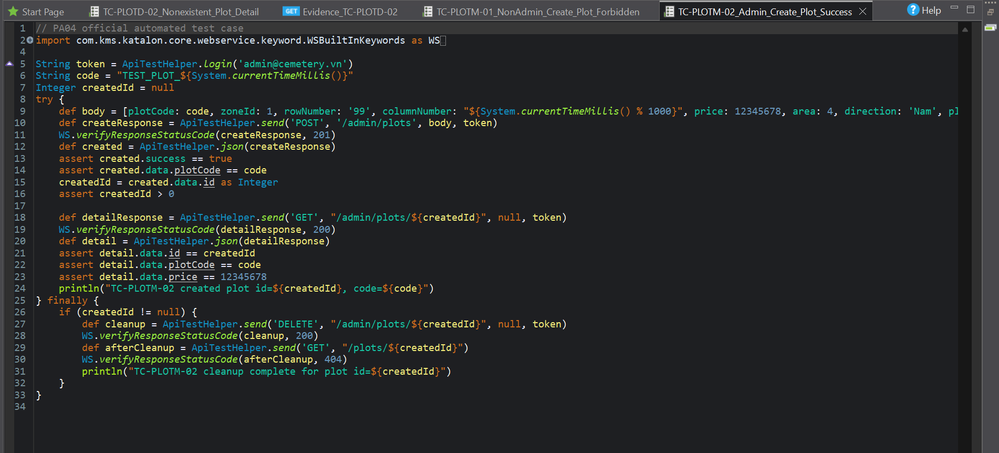 Start Page TC-PLOTD-02_Nonexistent_Plot_Detail GET Evidence_TC-PLOTD-02 TC-PLOTM-01_NonAdmin_Create_Plot_Forbidden TC-PLOTM-02_Admin_Create_Plot_Success ? Help
1 // PA04 official automated test case
2 import com.kms.katalon.core.webservice.keyword.WSBuiltInKeywords as WS
4
5 String token = ApiTestHelper.login('admin@cemetery.vn')
6 String code = "TEST_PLOT_${System.currentTimeMillis()}"
7 Integer createdId = null
8 try {
9     def body = [plotCode: code, zoneId: 1, rowNumber: '99', columnNumber: "${System.currentTimeMillis() % 1000}", price: 12345678, area: 4, direction: 'Nam', pl
10     def createResponse = ApiTestHelper.send('POST', '/admin/plots', body, token)
11     WS.verifyResponseStatusCode(createResponse, 201)
12     def created = ApiTestHelper.json(createResponse)
13     assert created.success == true
14     assert created.data.plotCode == code
15     createdId = created.data.id as Integer
16     assert createdId > 0
17
18     def detailResponse = ApiTestHelper.send('GET', "/admin/plots/${createdId}", null, token)
19     WS.verifyResponseStatusCode(detailResponse, 200)
20     def detail = ApiTestHelper.json(detailResponse)
21     assert detail.data.id == createdId
22     assert detail.data.plotCode == code
23     assert detail.data.price == 12345678
24     println("TC-PLOTM-02 created plot id=${createdId}, code=${code}")
25 } finally {
26     if (createdId != null) {
27         def cleanup = ApiTestHelper.send('DELETE', "/admin/plots/${createdId}", null, token)
28         WS.verifyResponseStatusCode(cleanup, 200)
29         def afterCleanup = ApiTestHelper.send('GET', "/plots/${createdId}")
30         WS.verifyResponseStatusCode(afterCleanup, 404)
31         println("TC-PLOTM-02 cleanup complete for plot id=${createdId}")
32     }
33 }
34